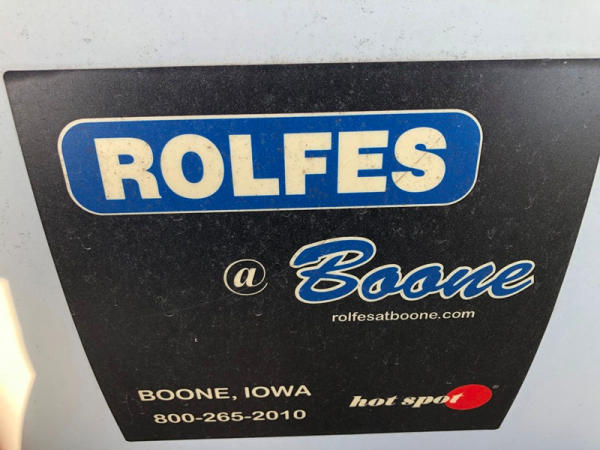 ROLFES
@ Boone
rolfesatboone.com
BOONE, IOWA
800-265-2010
hot spot®